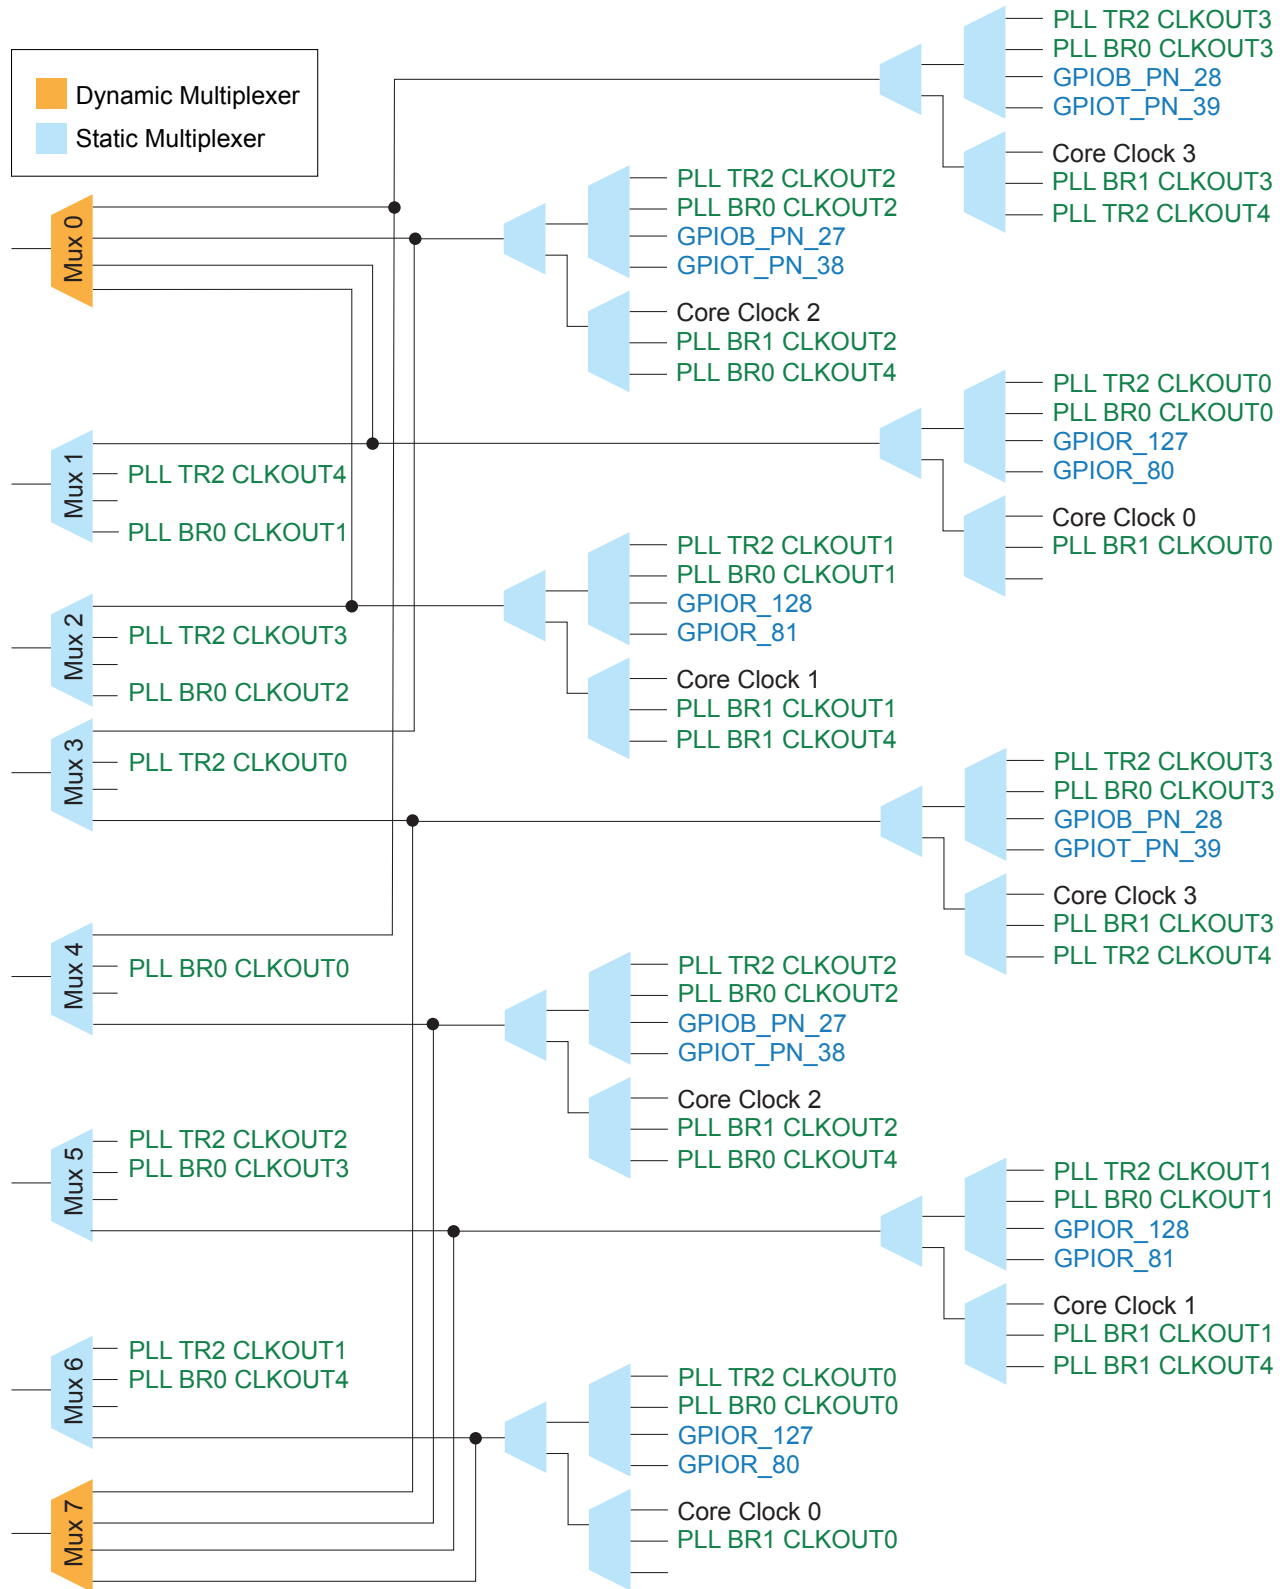 Dynamic Multiplexer
Static Multiplexer
PLL TR2 CLKOUT3
PLL BR0 CLKOUT3
GPIOB_PN_28
GPIOT_PN_39
Core Clock 3
PLL BR1 CLKOUT3
PLL TR2 CLKOUT4
Mux 0
PLL TR2 CLKOUT2
PLL BR0 CLKOUT2
GPIOB_PN_27
GPIOT_PN_38
Core Clock 2
PLL BR1 CLKOUT2
PLL BR0 CLKOUT4
PLL TR2 CLKOUT0
PLL BR0 CLKOUT0
GPIOR_127
GPIOR_80
Core Clock 0
PLL BR1 CLKOUT0
Mux 1
PLL TR2 CLKOUT4
PLL BR0 CLKOUT1
PLL TR2 CLKOUT1
PLL BR0 CLKOUT1
GPIOR_128
GPIOR_81
Core Clock 1
PLL BR1 CLKOUT1
PLL BR1 CLKOUT4
Mux 2
PLL TR2 CLKOUT3
PLL BR0 CLKOUT2
Mux 3
PLL TR2 CLKOUT0
PLL TR2 CLKOUT3
PLL BR0 CLKOUT3
GPIOB_PN_28
GPIOT_PN_39
Core Clock 3
PLL BR1 CLKOUT3
PLL TR2 CLKOUT4
Mux 4
PLL BR0 CLKOUT0
PLL TR2 CLKOUT2
PLL BR0 CLKOUT2
GPIOB_PN_27
GPIOT_PN_38
Core Clock 2
PLL BR1 CLKOUT2
PLL BR0 CLKOUT4
Mux 5
PLL TR2 CLKOUT2
PLL BR0 CLKOUT3
PLL TR2 CLKOUT1
PLL BR0 CLKOUT1
GPIOR_128
GPIOR_81
Core Clock 1
PLL BR1 CLKOUT1
PLL BR1 CLKOUT4
Mux 6
PLL TR2 CLKOUT1
PLL BR0 CLKOUT4
PLL TR2 CLKOUT0
PLL BR0 CLKOUT0
GPIOR_127
GPIOR_80
Core Clock 0
PLL BR1 CLKOUT0
Mux 7